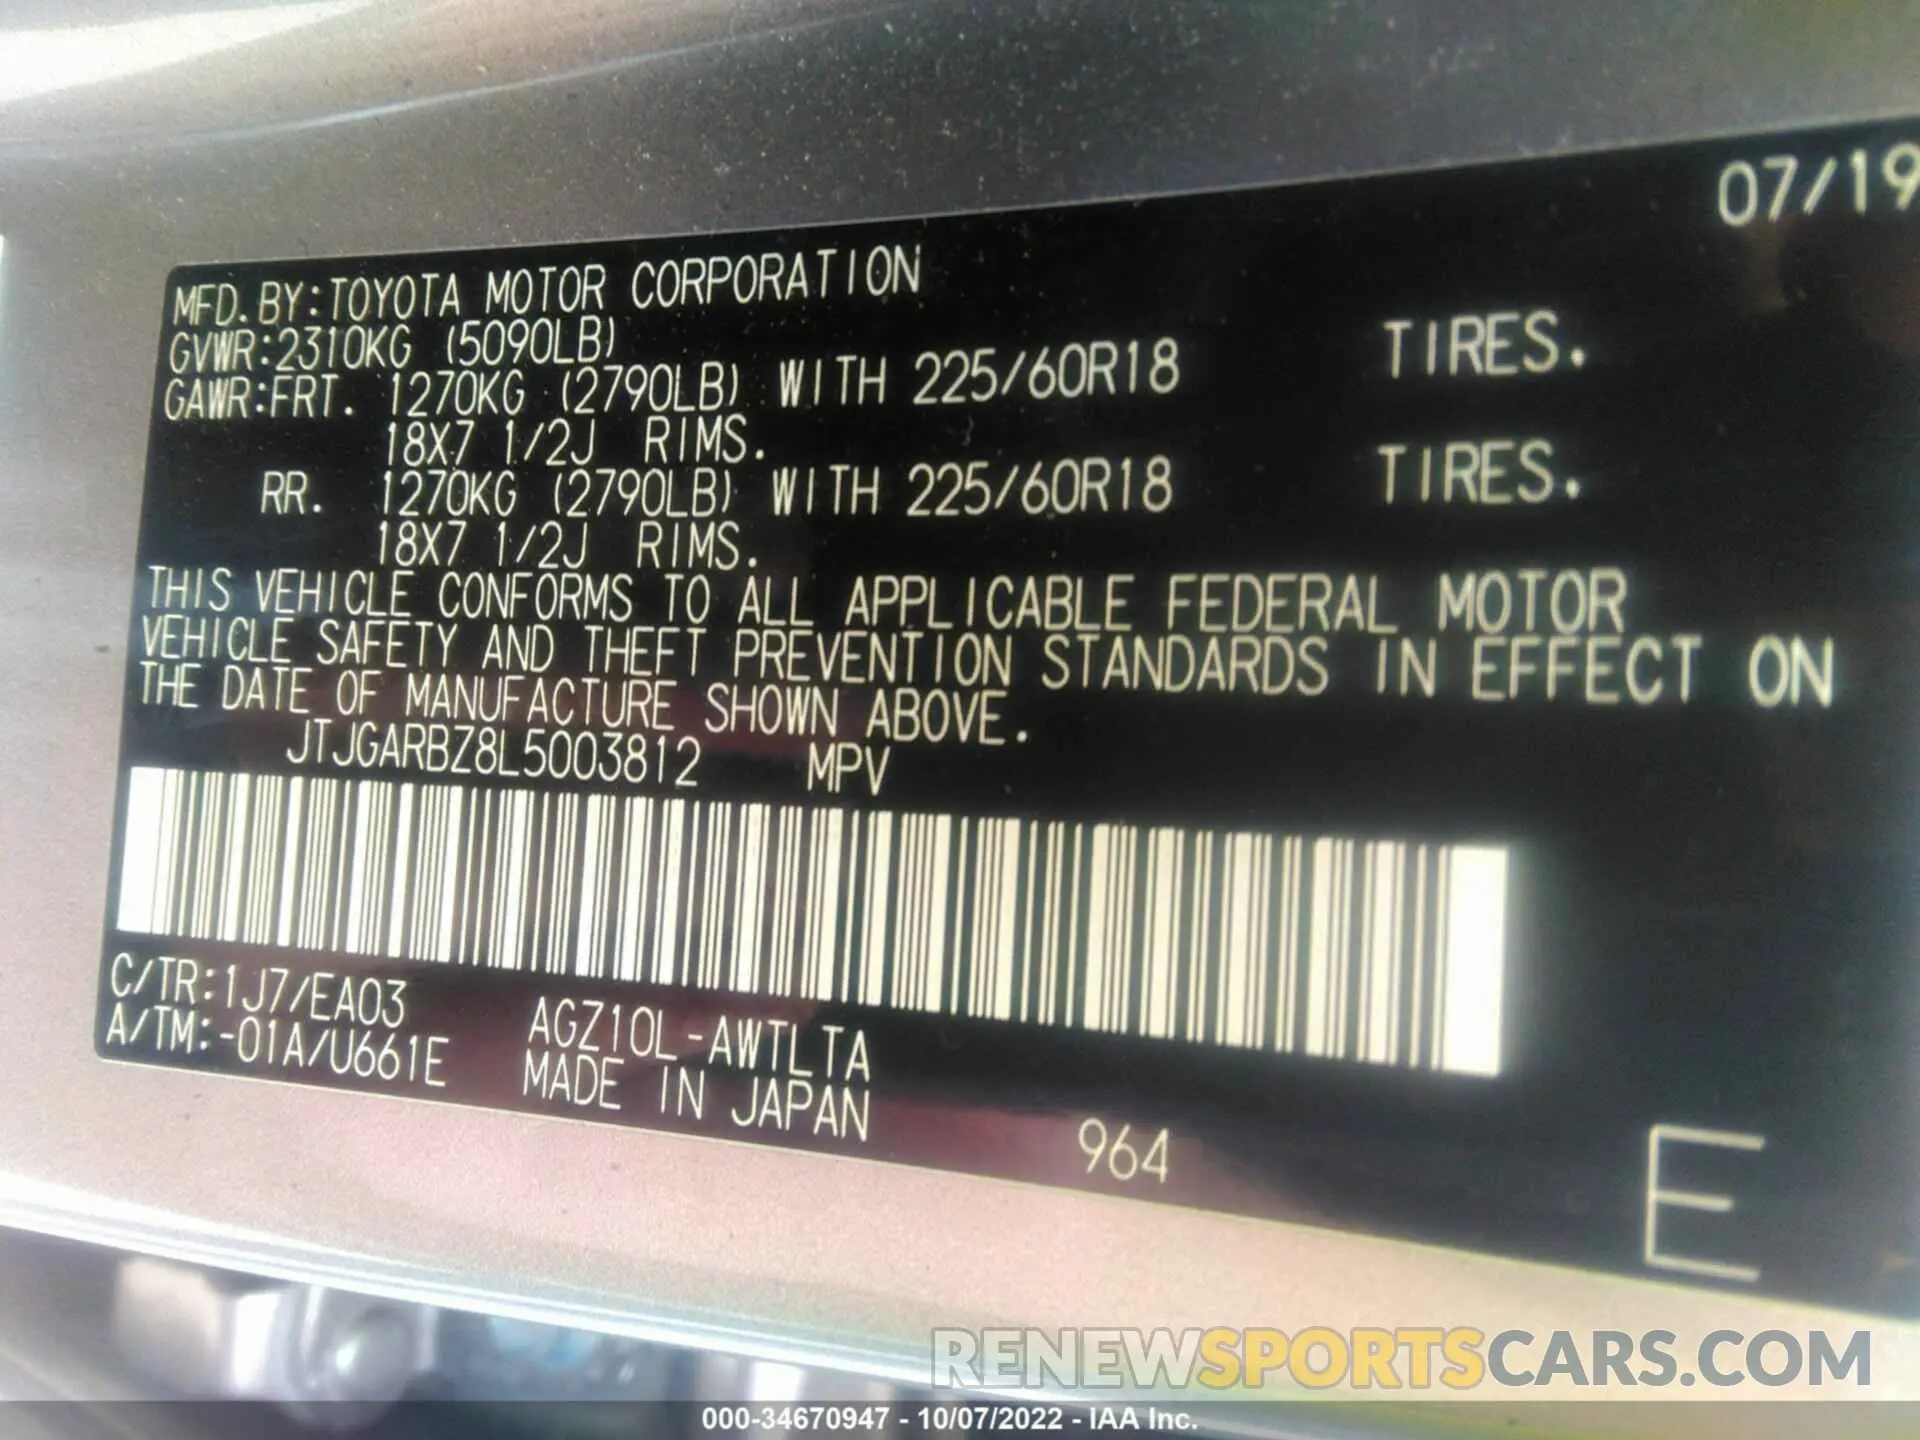 07/19
MFD. BY: TOYOTA MOTOR CORPORATION
GVWR: 2310KG (5090LB)
GAWR: FRT. 1270KG (2790LB) WITH 225/60R18 TIRES.
18X7 1/2J RIMS.
RR. 1270KG (2790LB) WITH 225/60R18 TIRES.
18X7 1/2J RIMS.
THIS VEHICLE CONFORMS TO ALL APPLICABLE FEDERAL MOTOR
VEHICLE SAFETY AND THEFT PREVENTION STANDARDS IN EFFECT ON
THE DATE OF MANUFACTURE SHOWN ABOVE.
JTJGARBZ8L5003812 MPV
C/TR: 1J7/EA03
A/TM: -01A/U661E
AGZ10L-AWTLTA
MADE IN JAPAN
964
E
RENEWSPORTSCARS.COM
000-34670947 - 10/07/2022 - IAA Inc.